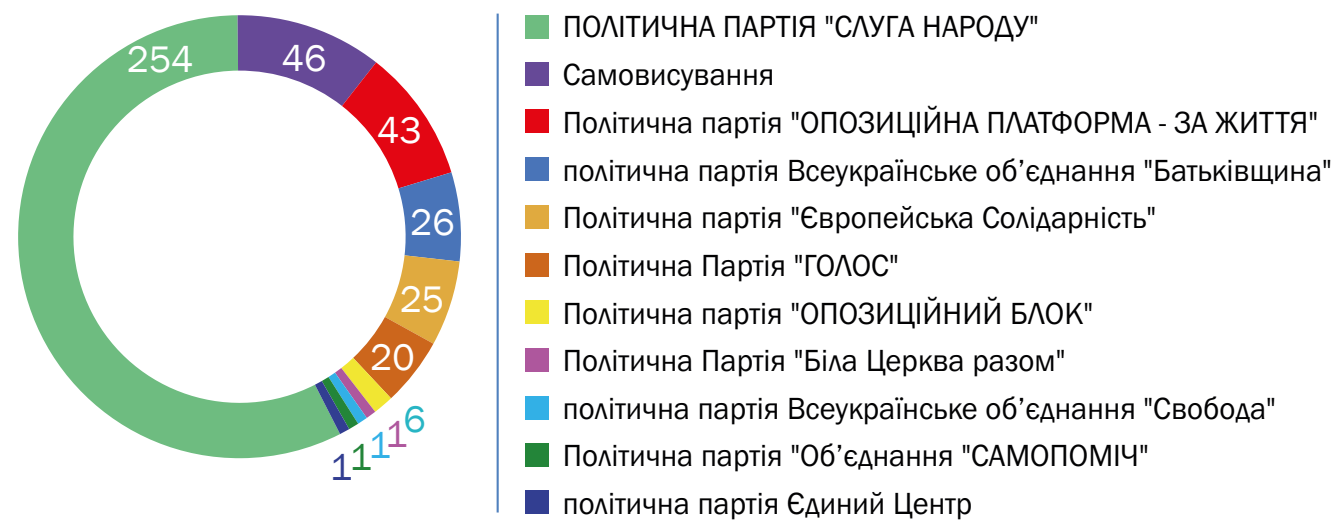 254
46
43
26
25
20
6
1
1
1
1
ПОЛІТИЧНА ПАРТІЯ "СЛУГА НАРОДУ"
Самовисування
Політична партія "ОПОЗИЦІЙНА ПЛАТФОРМА - ЗА ЖИТТЯ"
політична партія Всеукраїнське об’єднання "Батьківщина"
Політична партія "Європейська Солідарність"
Політична Партія "ГОЛОС"
Політична партія "ОПОЗИЦІЙНИЙ БЛОК"
Політична Партія "Біла Церква разом"
політична партія Всеукраїнське об’єднання "Свобода"
Політична партія "Об’єднання "САМОПОМІЧ"
політична партія Єдиний Центр